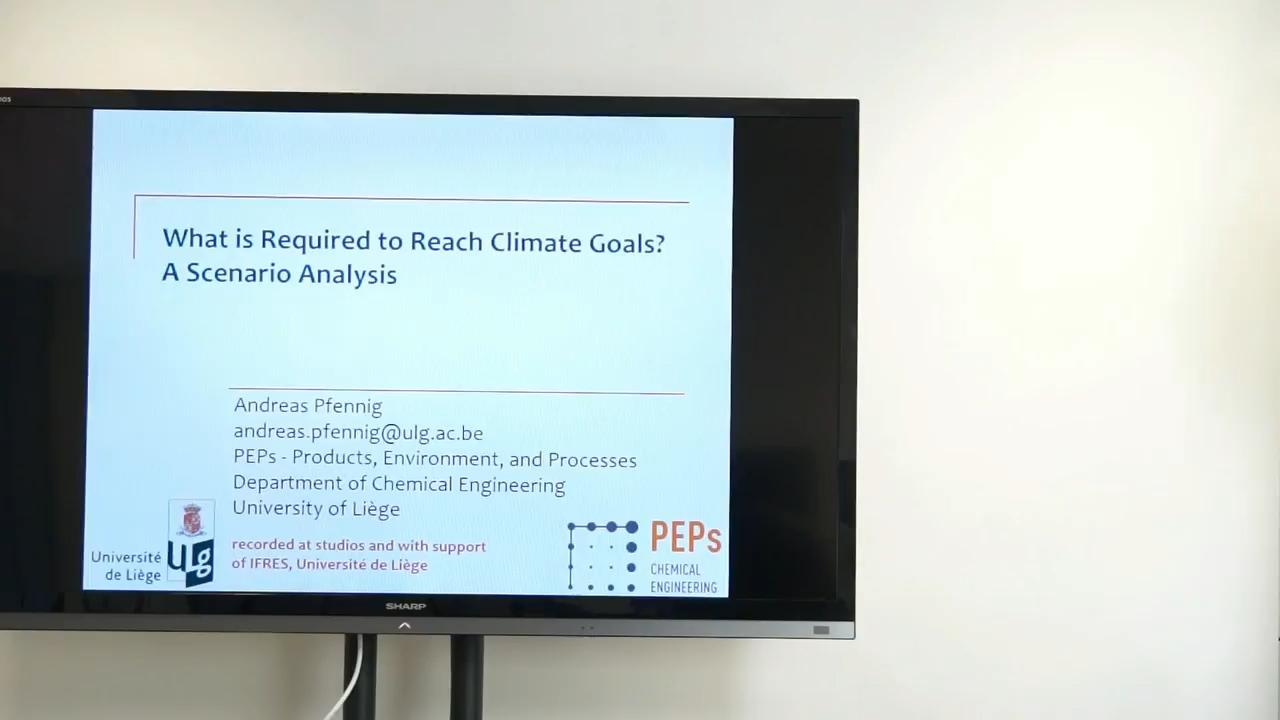 What is Required to Reach Climate Goals?
A Scenario Analysis
Andreas Pfennig
andreas.pfennig@ulg.ac.be
PEPs - Products, Environment, and Processes
Department of Chemical Engineering
University of Liège
recorded at studios and with support
of IFRES, Université de Liège
Université
de Liège
ULg
PEPs
CHEMICAL
ENGINEERING
SHARP